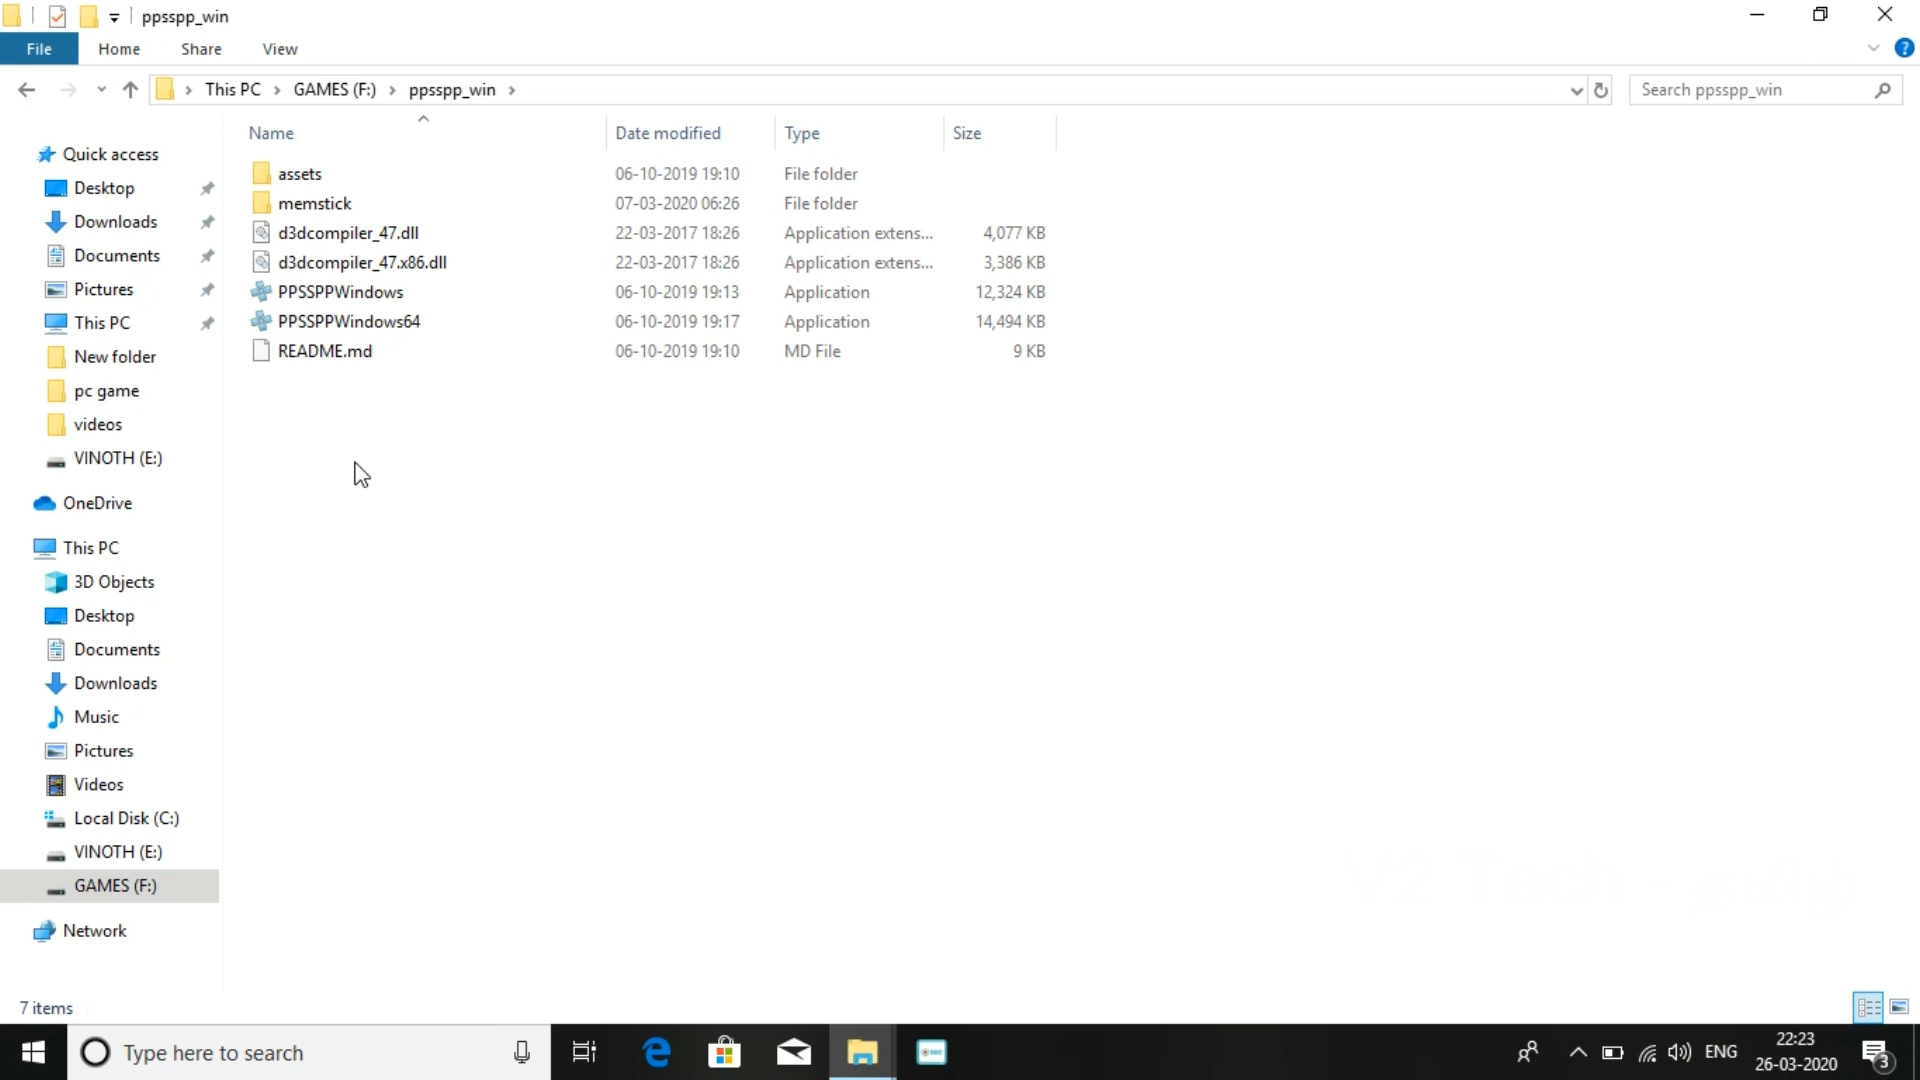 ppsspp_win
File Home Share View
This PC GAMES (F:) ppsspp_win
Search ppsspp_win
Name Date modified Type Size
assets 06-10-2019 19:10 File folder
memstick 07-03-2020 06:26 File folder
d3dcompiler_47.dll 22-03-2017 18:26 Application extens... 4,077 KB
d3dcompiler_47.x86.dll 22-03-2017 18:26 Application extens... 3,386 KB
PPSSPPWindows 06-10-2019 19:13 Application 12,324 KB
PPSSPPWindows64 06-10-2019 19:17 Application 14,494 KB
README.md 06-10-2019 19:10 MD File 9 KB
Quick access
Desktop
Downloads
Documents
Pictures
This PC
New folder
pc game
videos
VINOTH (E:)
OneDrive
This PC
3D Objects
Desktop
Documents
Downloads
Music
Pictures
Videos
Local Disk (C:)
VINOTH (E:)
GAMES (F:)
Network
7 items
Type here to search
ENG
22:23
26-03-2020
3